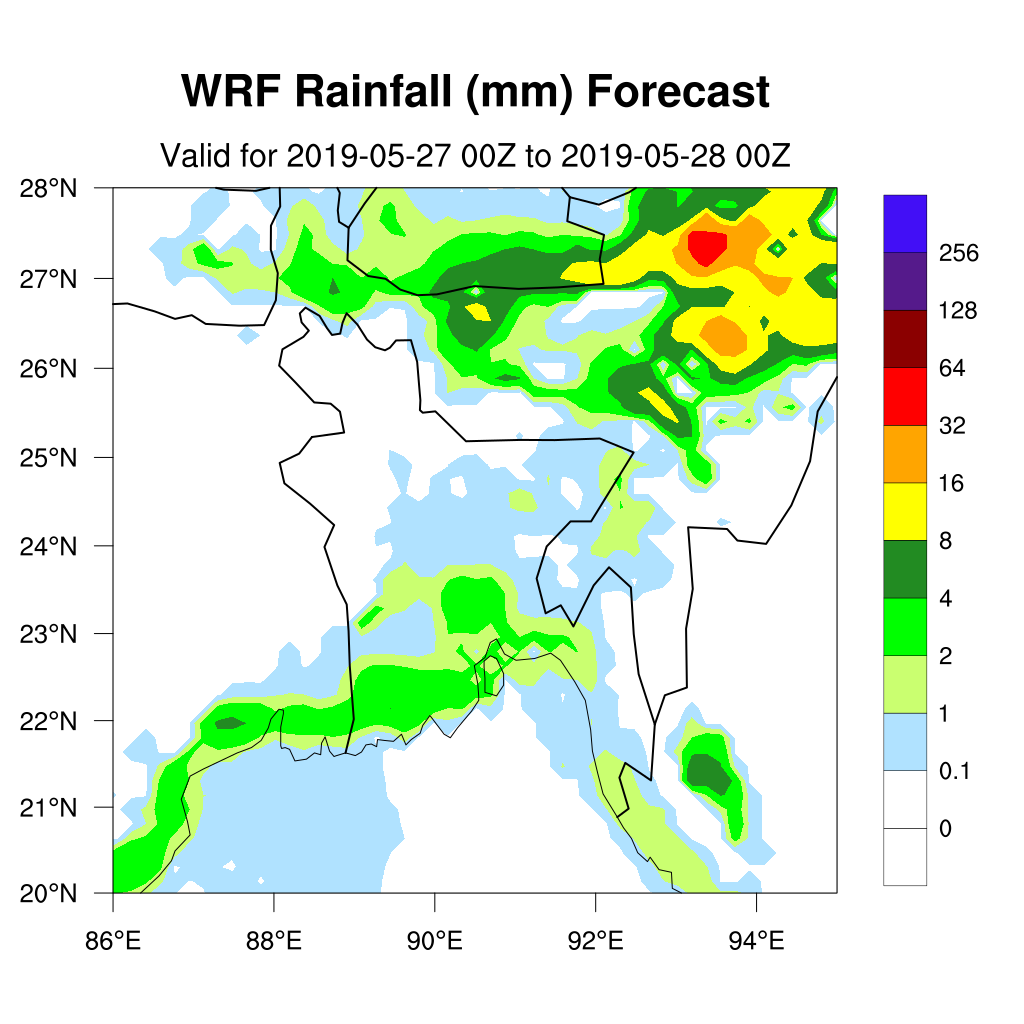 WRF Rainfall (mm) Forecast
Valid for 2019-05-27 00Z to 2019-05-28 00Z
28°N
27°N
26°N
25°N
24°N
23°N
22°N
21°N
20°N
86°E
88°E
90°E
92°E
94°E
256
128
64
32
16
8
4
2
1
0.1
0